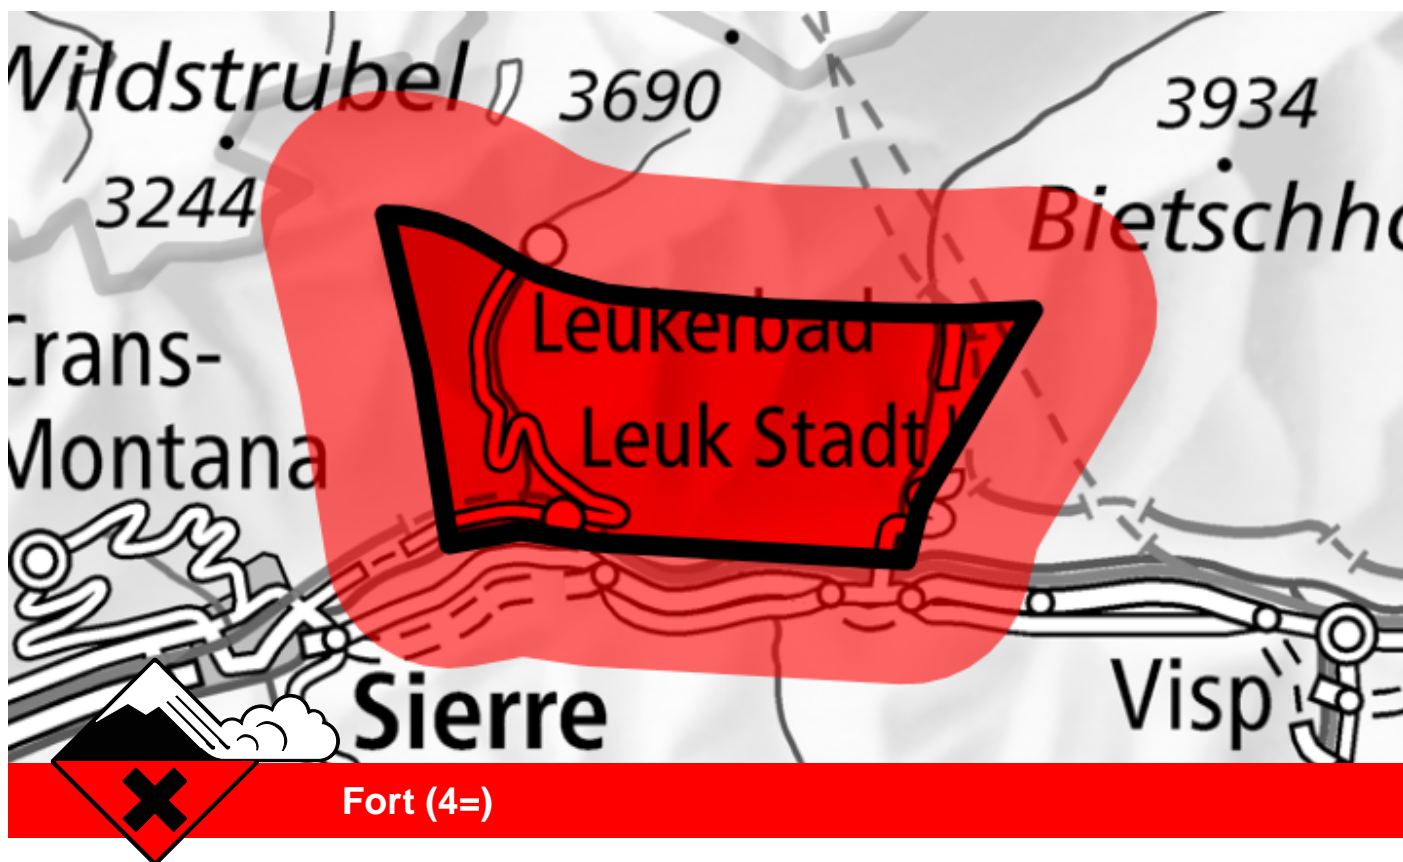 Wildstrubel
3690
3934
3244
Bietschho
Leukerbad
Crans-
Montana
Leuk Stadt
Sierre
Visp
Fort (4=)